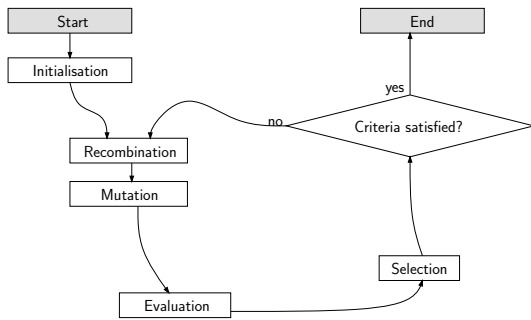 Start
End
Initialisation
yes
no
Criteria satisfied?
Recombination
Mutation
Selection
Evaluation